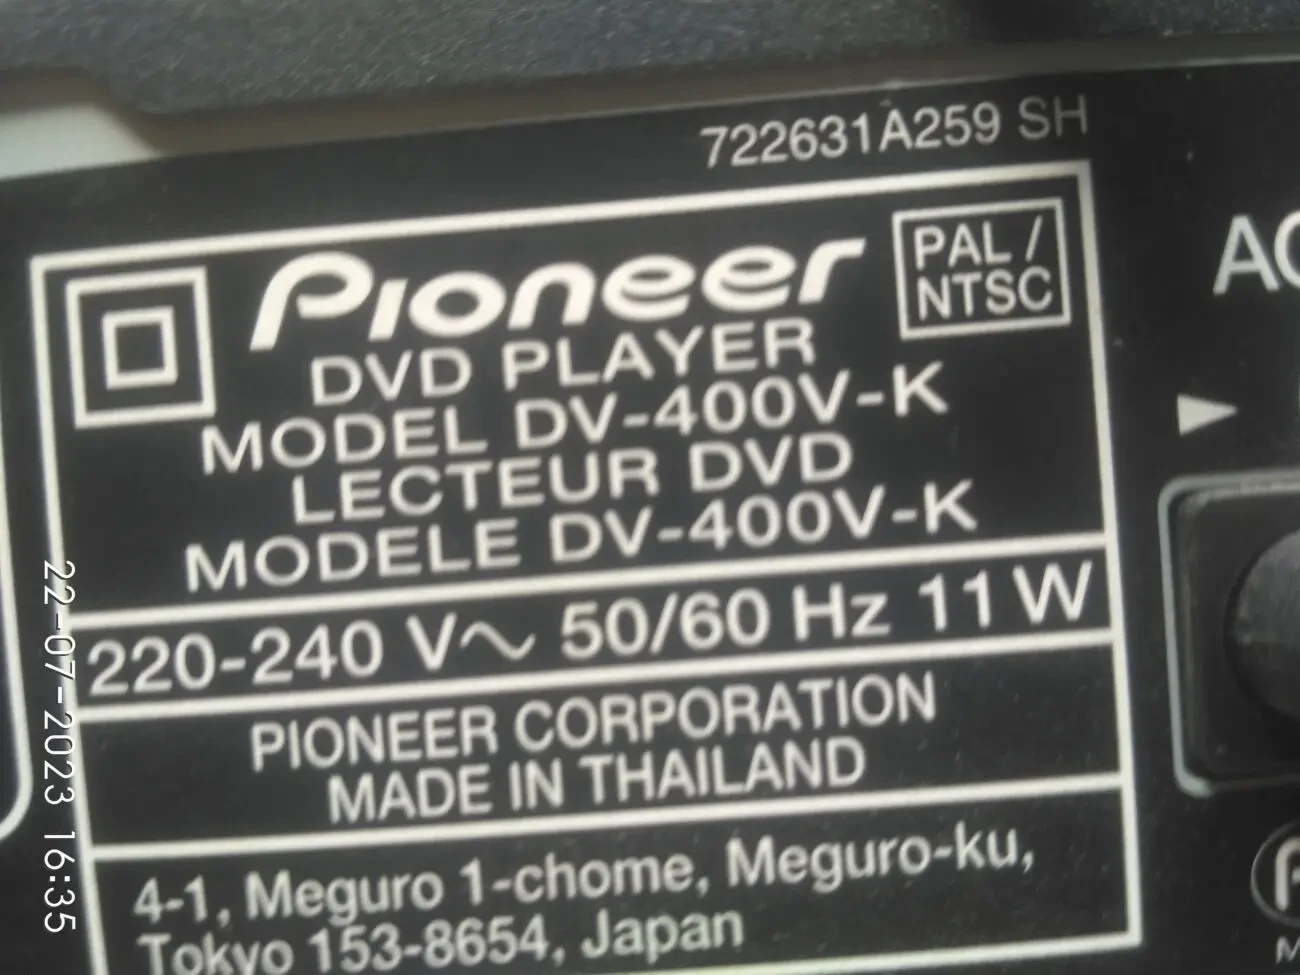 722631A259 SH
Pioneer
PAL /
NTSC
DVD PLAYER
MODEL DV-400V-K
LECTEUR DVD
MODELE DV-400V-K
220-240 V～ 50/60 Hz 11 W
PIONEER CORPORATION
MADE IN THAILAND
4-1, Meguro 1-chome, Meguro-ku,
Tokyo 153-8654, Japan
22-07-2023 16:35